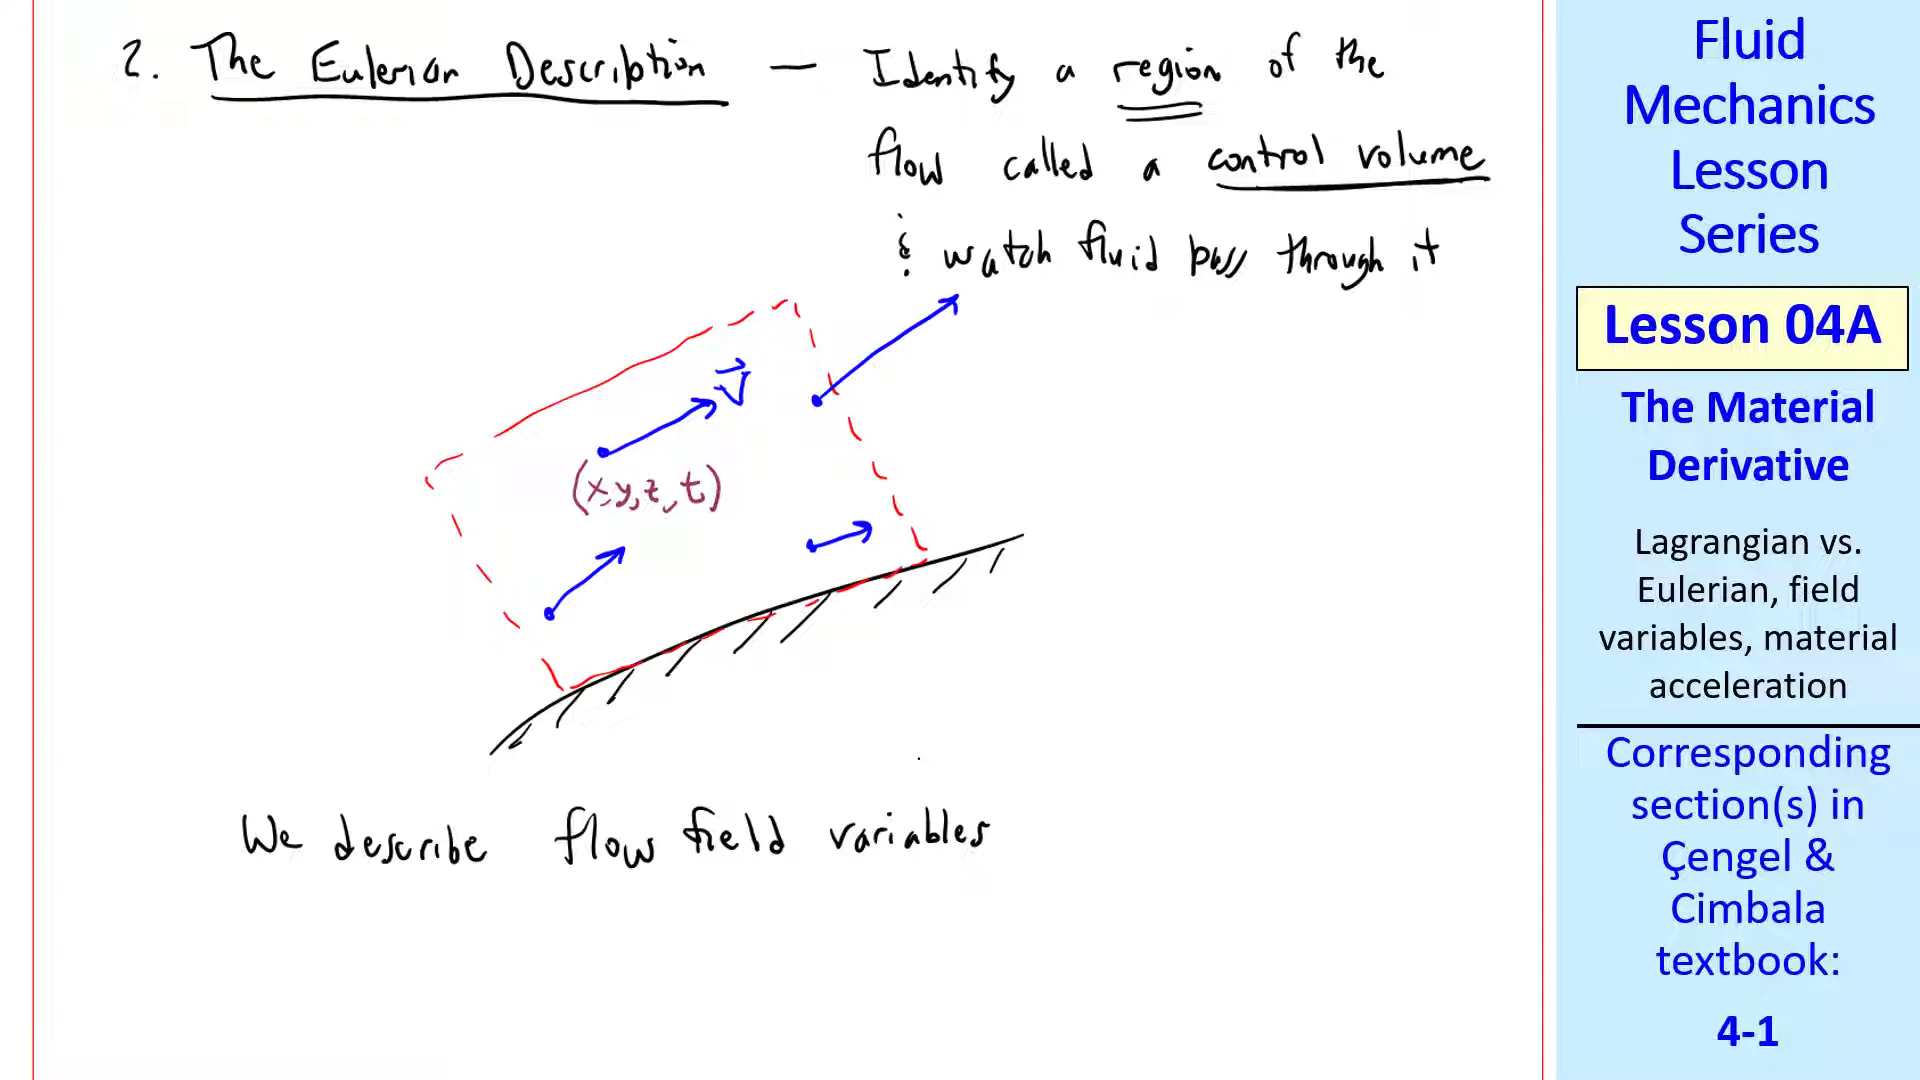 2. The Eulerian Description — Identify a region of the
flow called a control volume
& watch fluid pass through it
V
(x,y,z,t)
We describe flow field variables
Fluid
Mechanics
Lesson
Series
Lesson 04A
The Material
Derivative
Lagrangian vs.
Eulerian, field
variables, material
acceleration
Corresponding
section(s) in
Çengel &
Cimbala
textbook:
4-1